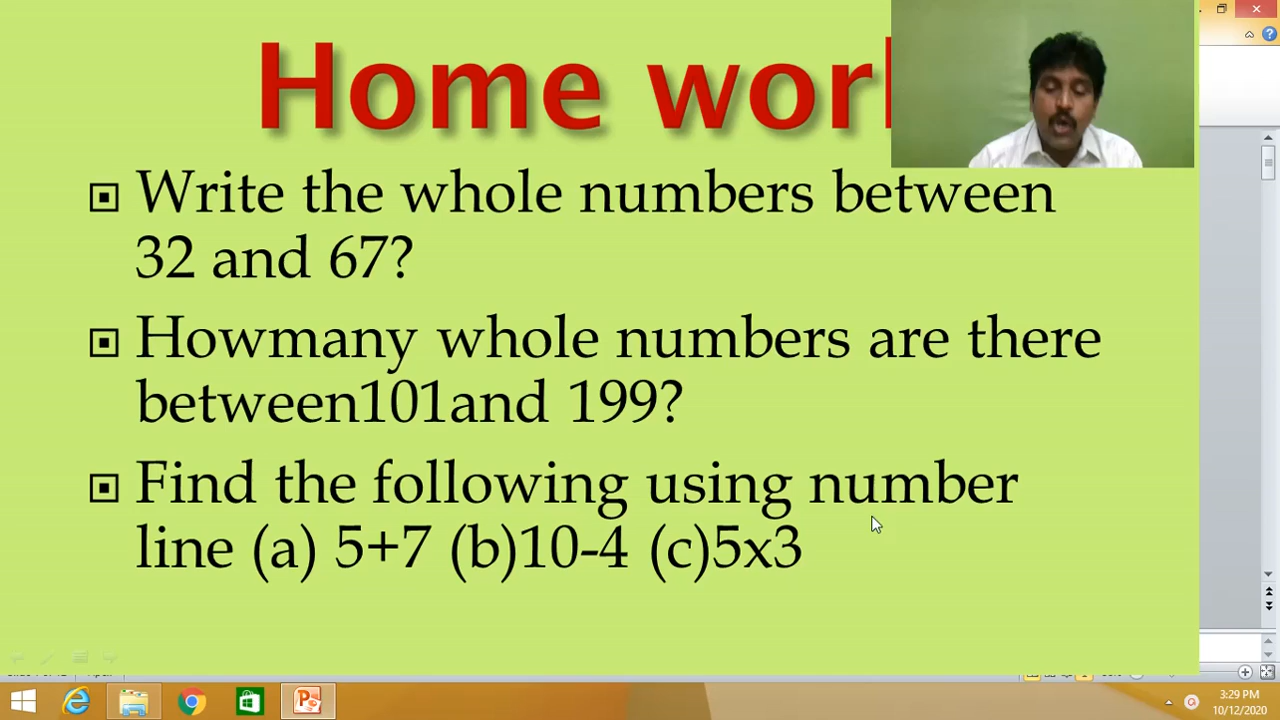 Home work
Write the whole numbers between
32 and 67?
Howmany whole numbers are there
between101and 199?
Find the following using number
line (a) 5+7 (b)10-4 (c)5x3
3:29 PM
10/12/2020